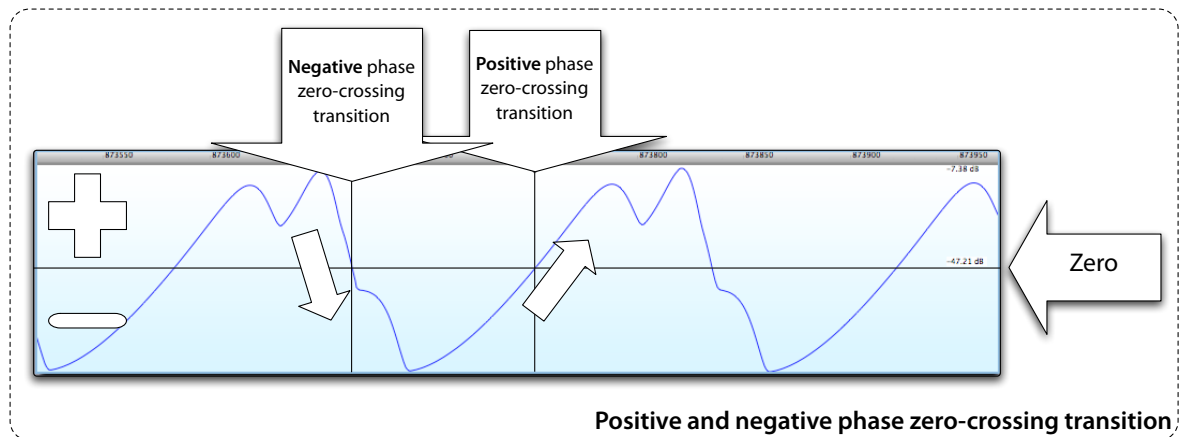 Negative phase
zero-crossing
transition
Positive phase
zero-crossing
transition
873550 873600 873800 873850 873900 873950
-7.38 dB
-47.21 dB
Zero
Positive and negative phase zero-crossing transition